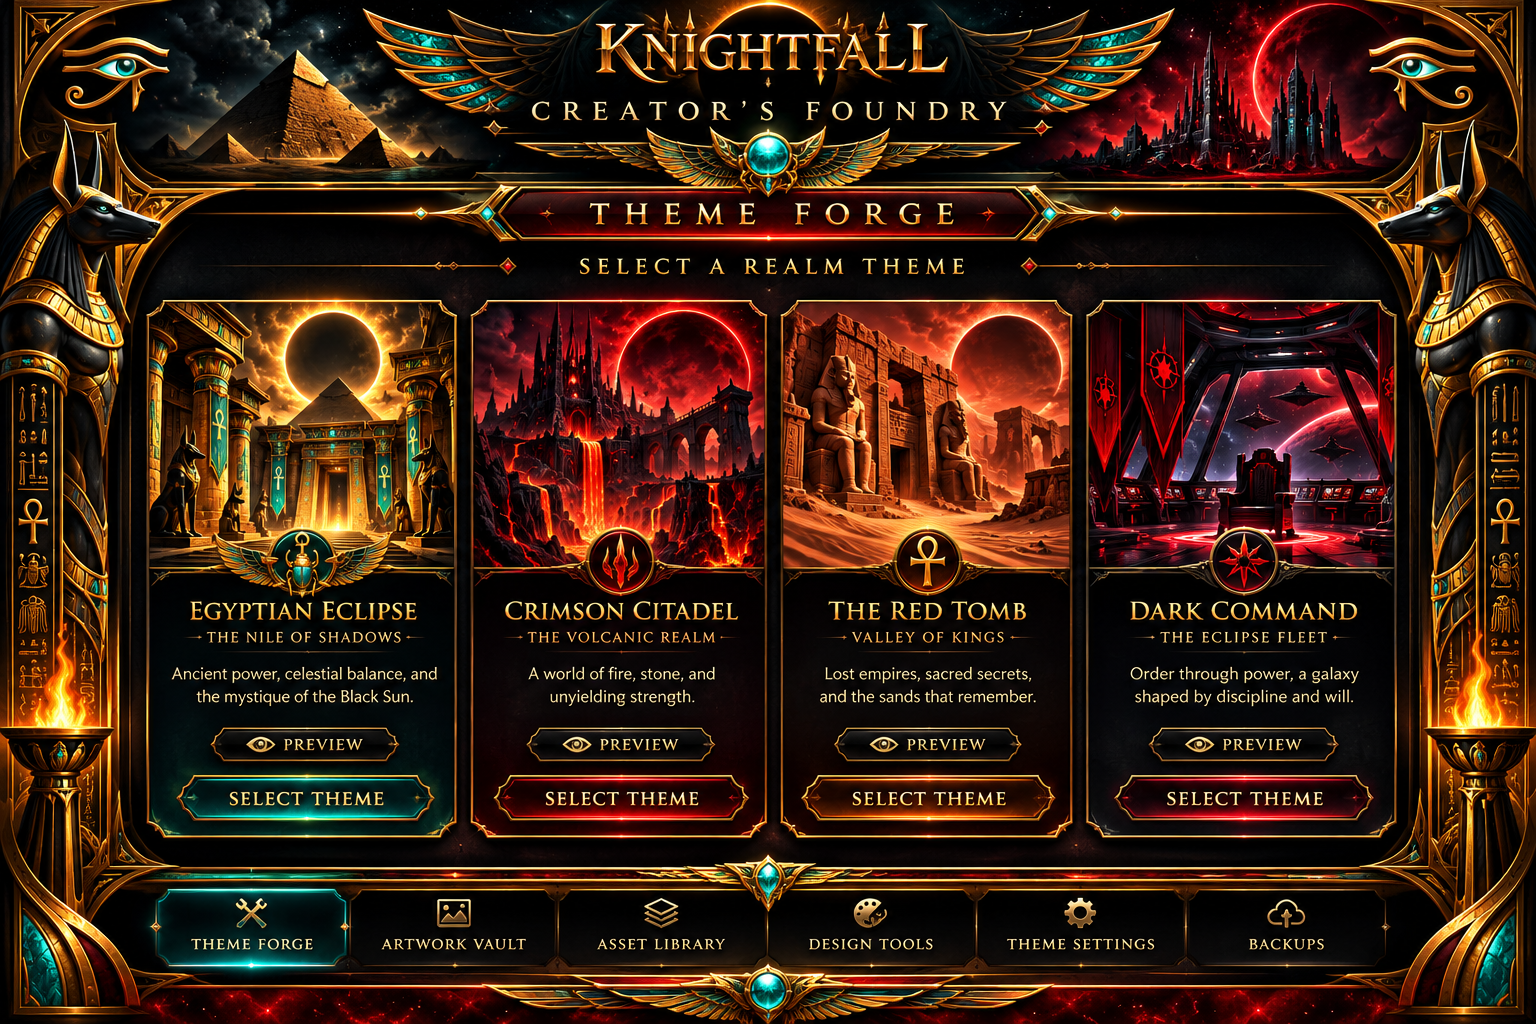 KNIGHTFALL
CREATOR'S FOUNDRY
THEME FORGE
SELECT A REALM THEME
EGYPTIAN ECLIPSE
THE NILE OF SHADOWS
Ancient power, celestial balance, and
the mystique of the Black Sun.
PREVIEW
SELECT THEME
CRIMSON CITADEL
THE VOLCANIC REALM
A world of fire, stone, and
unyielding strength.
PREVIEW
SELECT THEME
THE RED TOMB
VALLEY OF KINGS
Lost empires, sacred secrets,
and the sands that remember.
PREVIEW
SELECT THEME
DARK COMMAND
THE ECLIPSE FLEET
Order through power, a galaxy
shaped by discipline and will.
PREVIEW
SELECT THEME
THEME FORGE
ARTWORK VAULT
ASSET LIBRARY
DESIGN TOOLS
THEME SETTINGS
BACKUPS